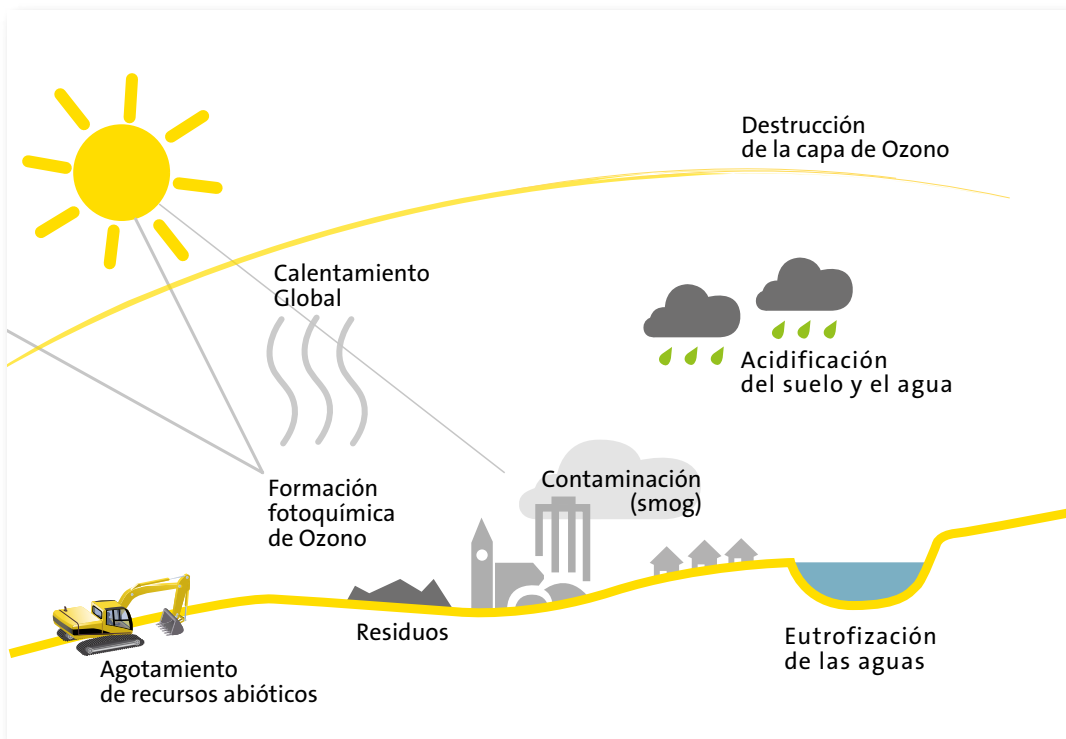 Destrucción
de la capa de Ozono
Calentamiento
Global
Acidificación
del suelo y el agua
Contaminación
(smog)
Formación
fotoquímica
de Ozono
Residuos
Eutrofización
de las aguas
Agotamiento
de recursos abióticos